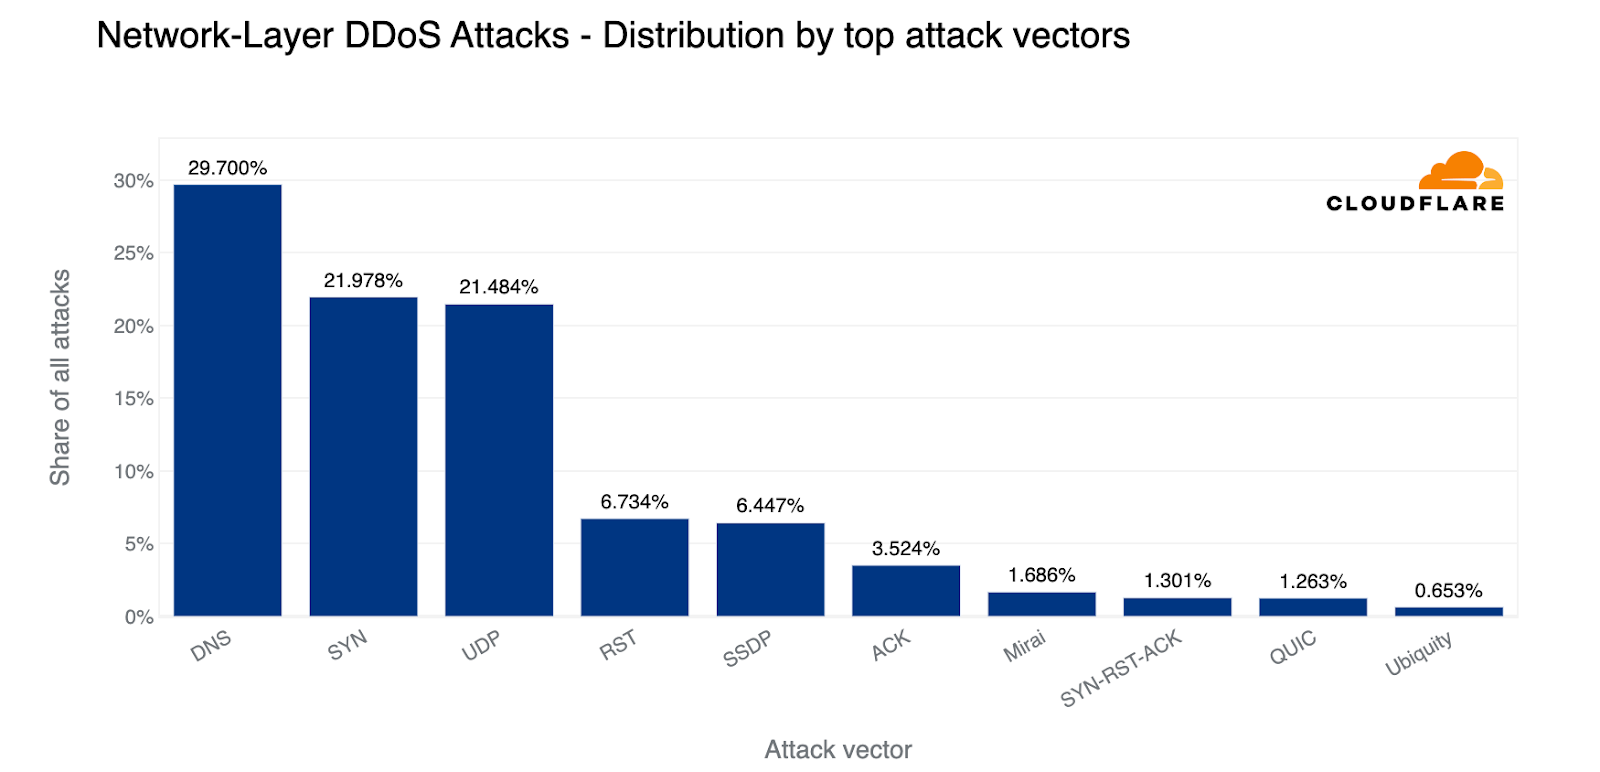 Network-Layer DDoS Attacks - Distribution by top attack vectors
CLOUDFLARE
Share of all attacks
30%
25%
20%
15%
10%
5%
0%
29.700%
21.978%
21.484%
6.734%
6.447%
3.524%
1.686%
1.301%
1.263%
0.653%
DNS
SYN
UDP
RST
SSDP
ACK
Mirai
SYN-RST-ACK
QUIC
Ubiquity
Attack vector